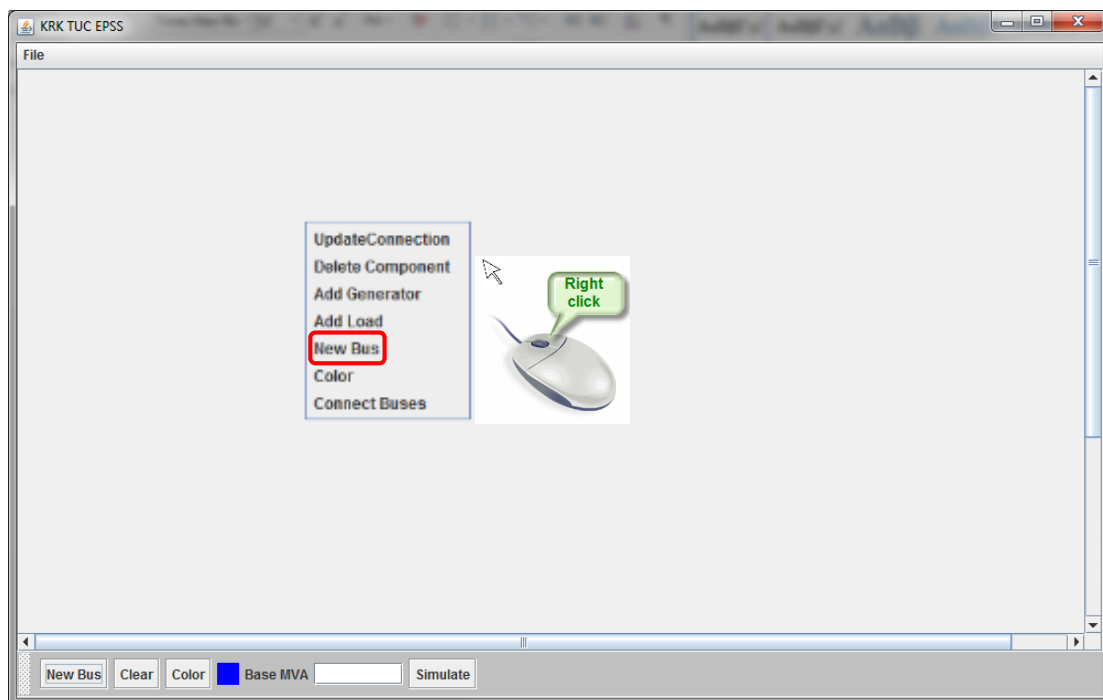 KRK TUC EPSS
File
UpdateConnection
Delete Component
Add Generator
Add Load
New Bus
Color
Connect Buses
Right
click
New Bus Clear Color Base MVA Simulate